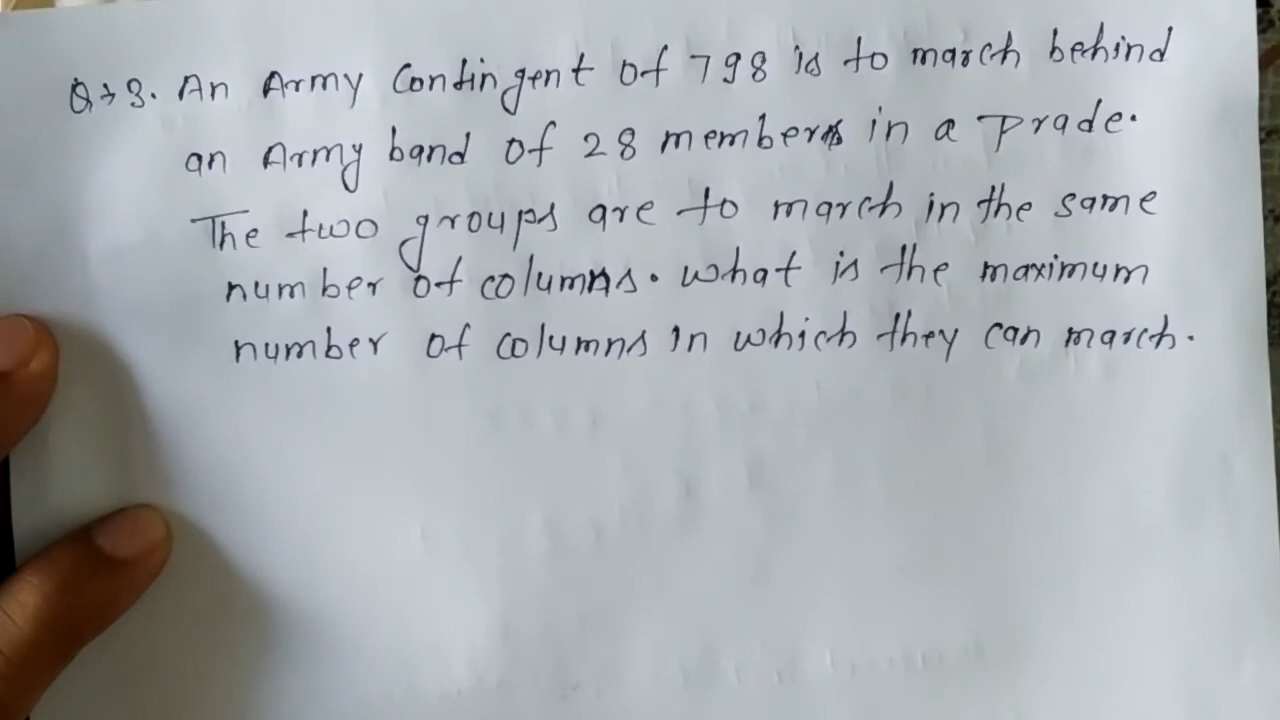 Q→3. An Army Contingent of 798 is to march behind
an Army band of 28 members in a Prade.
The two groups are to march in the same
number of columns. what is the maximum
number of columns in which they can march.